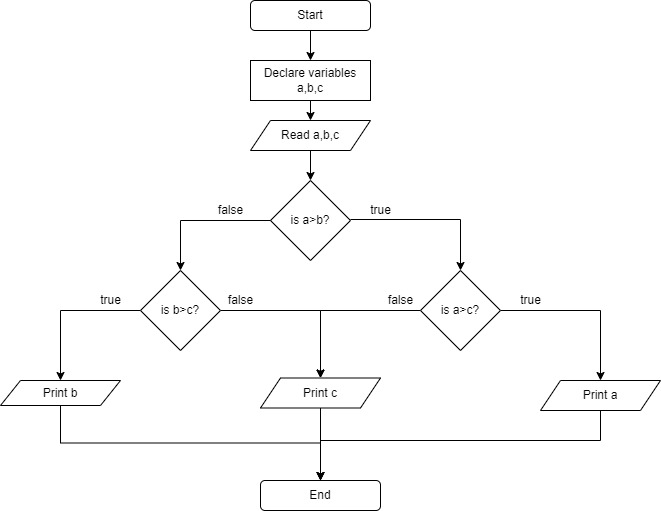 Start
Declare variables
a,b,c
Read a,b,c
false
is a>b?
true
true
is b>c?
false
false
is a>c?
true
Print b
Print c
Print a
End